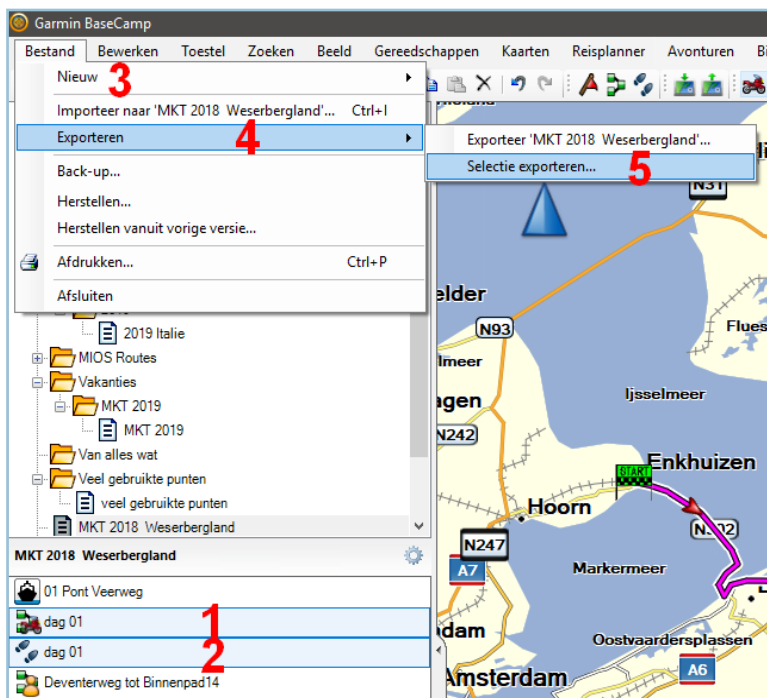 Garmin BaseCamp
Bestand Bewerken Toestel Zoeken Beeld Gereedschappen Kaarten Reisplanner Avonturen
Nieuw 3
Importeer naar 'MKT 2018 Weserbergland'... Ctrl+I
Exporteren 4
Exporteer 'MKT 2018 Weserbergland'...
Selectie exporteren... 5
Back-up...
Herstellen...
Herstellen vanuit vorige versie...
Afdrukken... Ctrl+P
Afsluiten
2019 Italie
MIOS Routes
Vakanties
MKT 2019
MKT 2019
Van alles wat
Veel gebruikte punten
veel gebruikte punten
MKT 2018 Weserbergland
MKT 2018 Weserbergland
01 Pont Veerweg
dag 01 1
dag 01 2
Deventerweg tot Binnenpad14
N31
elder
N93
Flues
lmeer
Ijsselmeer
agen
N242
START
Enkhuizen
Hoorn
N302
N247
A7
Markermeer
dam
Oostvaardersplassen
A6
Amsterdam